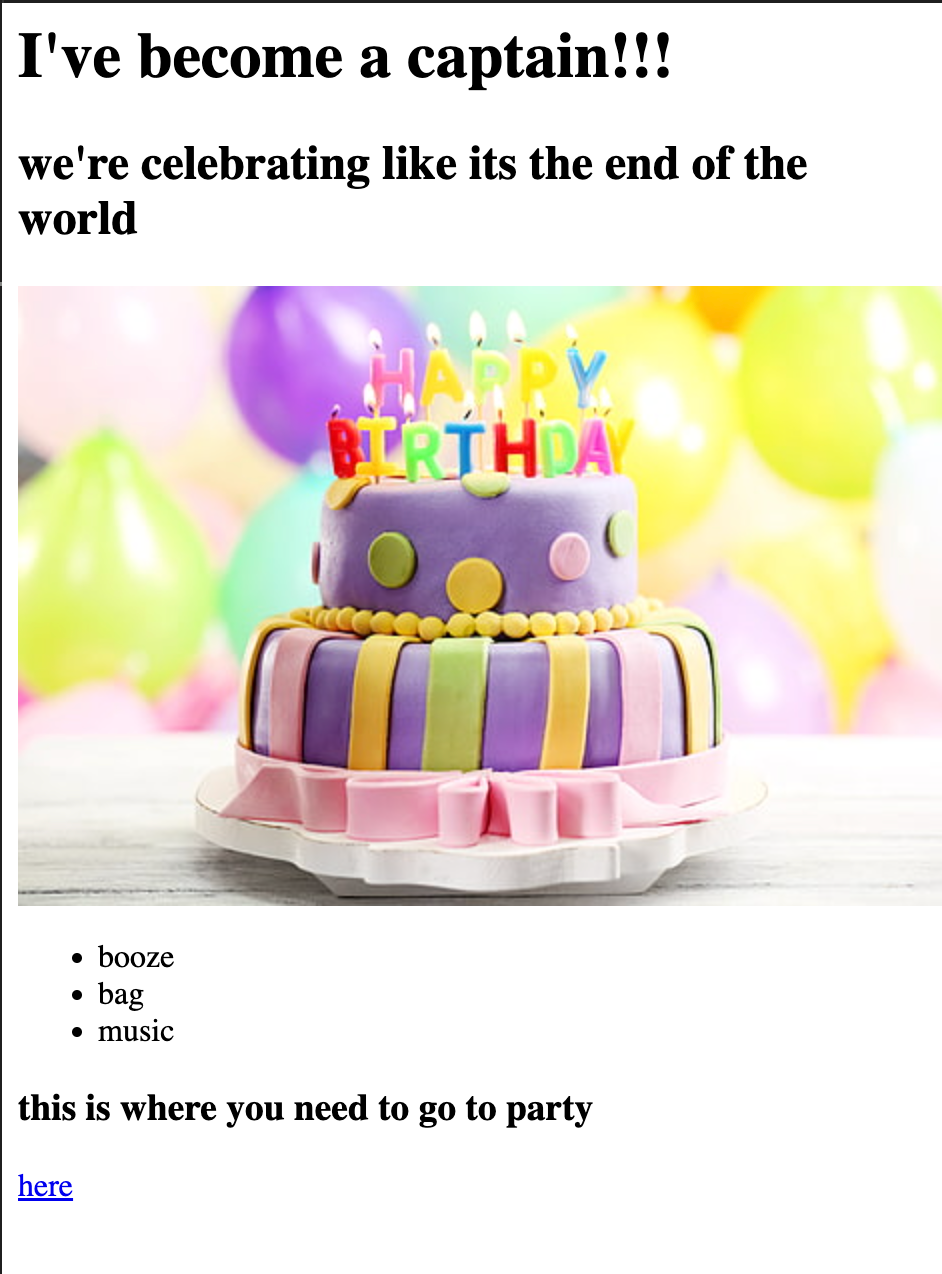 I've become a captain!!!
we're celebrating like its the end of the
world
HAPPY
BIRTHDAY
booze
bag
music
this is where you need to go to party
here